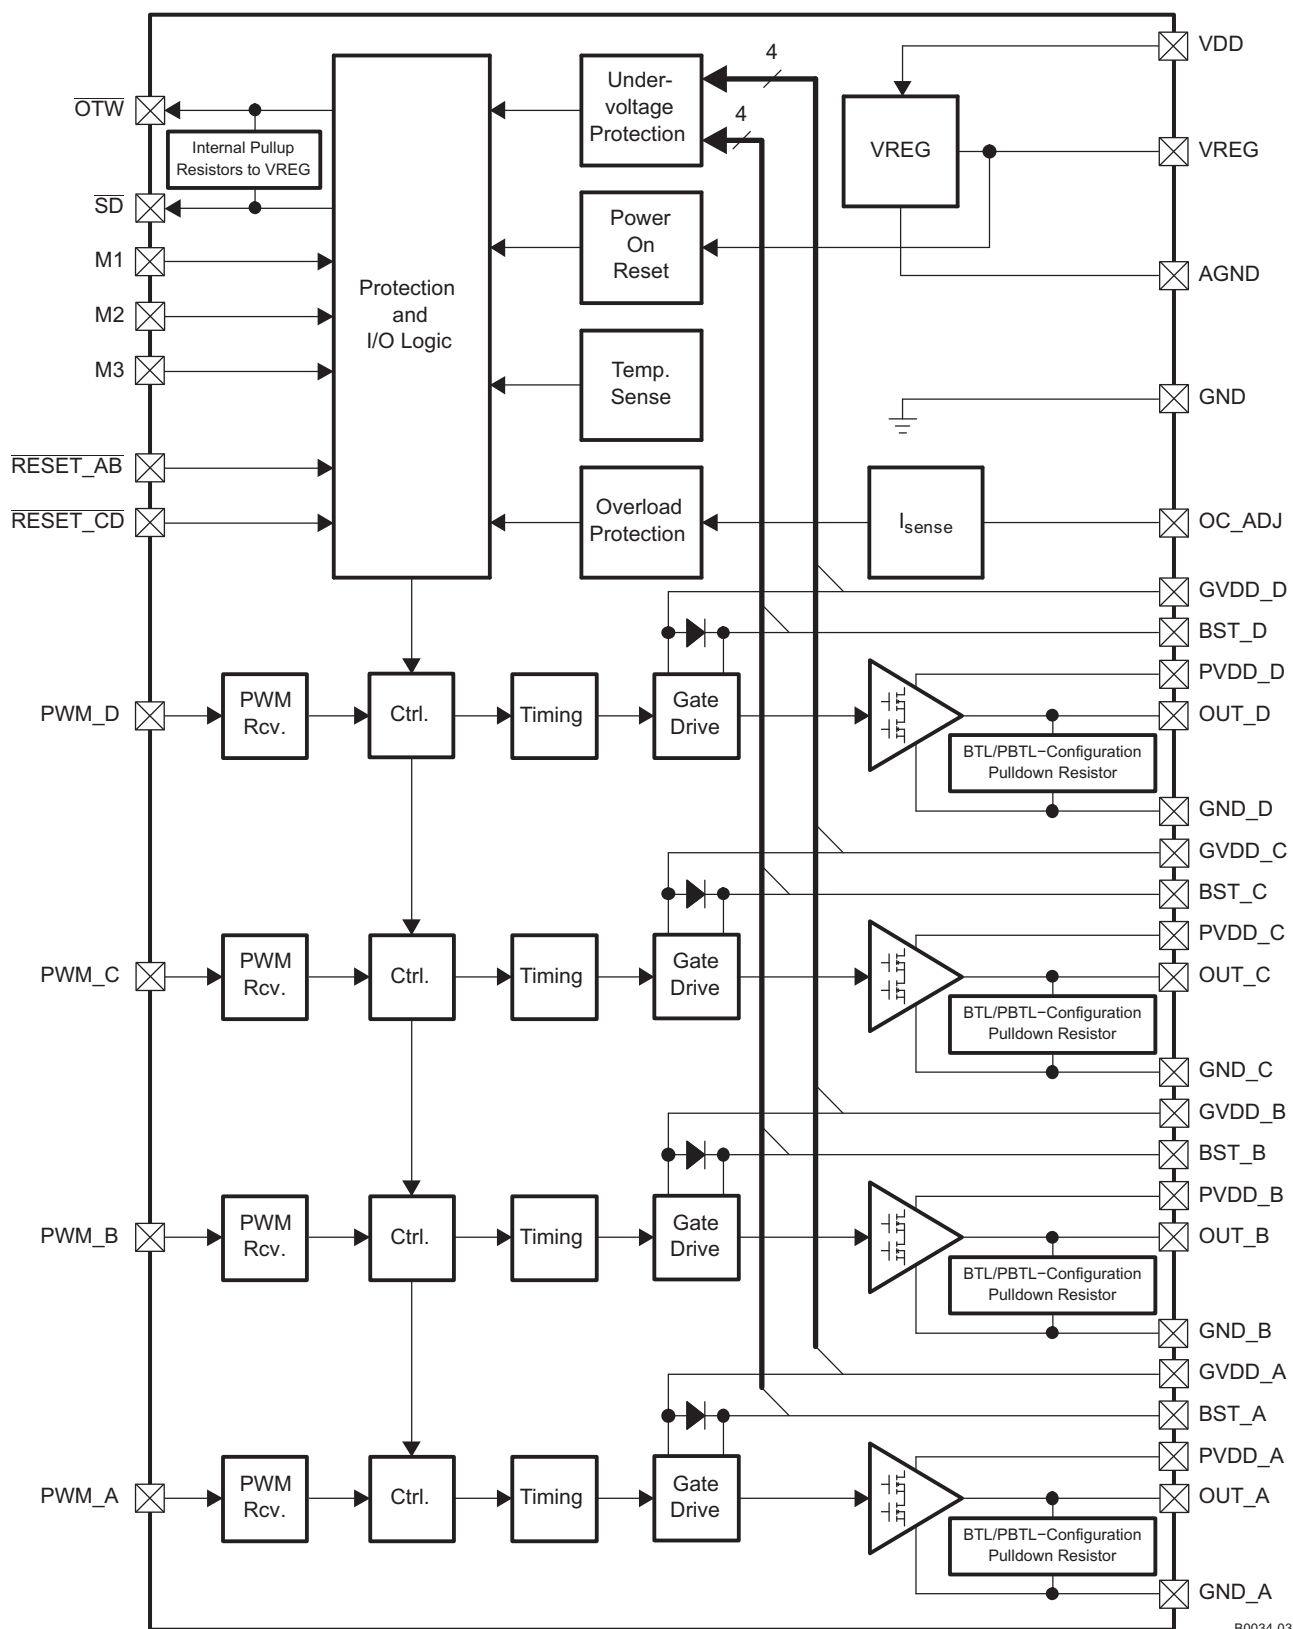 4
VDD
Under-
voltage
Protection
OTW
4
Internal Pullup
Resistors to VREG
VREG
VREG
SD
Power
On
Reset
M1
AGND
Protection
and
I/O Logic
M2
M3
Temp.
Sense
GND
RESET_AB
RESET_CD
Overload
Protection
Isense
OC_ADJ
GVDD_D
BST_D
PVDD_D
PWM_D
PWM
Rcv.
Ctrl.
Timing
Gate
Drive
OUT_D
BTL/PBTL−Configuration
Pulldown Resistor
GND_D
GVDD_C
BST_C
PVDD_C
PWM_C
PWM
Rcv.
Ctrl.
Timing
Gate
Drive
OUT_C
BTL/PBTL−Configuration
Pulldown Resistor
GND_C
GVDD_B
BST_B
PVDD_B
PWM_B
PWM
Rcv.
Ctrl.
Timing
Gate
Drive
OUT_B
BTL/PBTL−Configuration
Pulldown Resistor
GND_B
GVDD_A
BST_A
PVDD_A
PWM_A
PWM
Rcv.
Ctrl.
Timing
Gate
Drive
OUT_A
BTL/PBTL−Configuration
Pulldown Resistor
GND_A
B0034-03